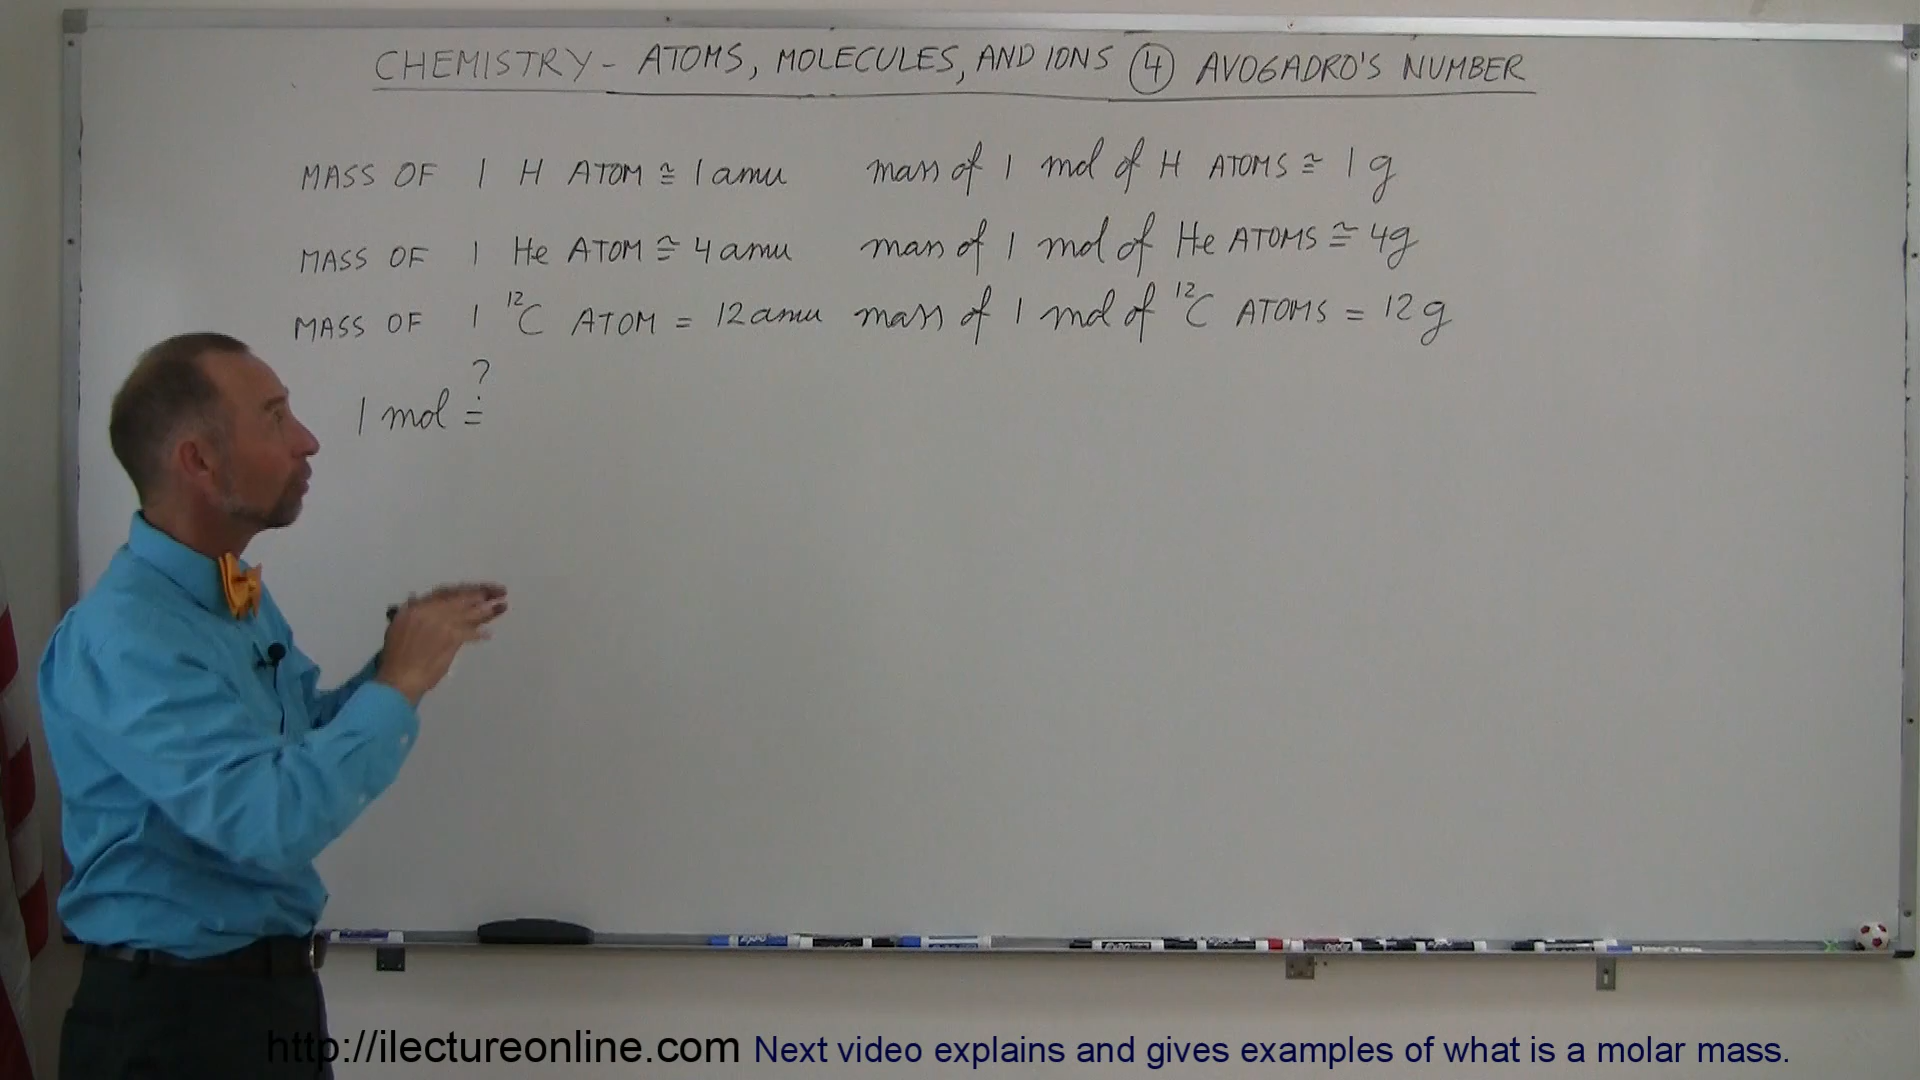 CHEMISTRY - ATOMS, MOLECULES, AND IONS ④ AVOGADRO'S NUMBER
MASS OF 1 H ATOM ≅ 1 amu mass of 1 mol of H ATOMS ≅ 1 g
MASS OF 1 He ATOM ≅ 4 amu mass of 1 mol of He ATOMS ≅ 4g
MASS OF 1 ¹²C ATOM = 12 amu mass of 1 mol of ¹²C ATOMS = 12 g
?
1 mol =
http://ilectureonline.com Next video explains and gives examples of what is a molar mass.